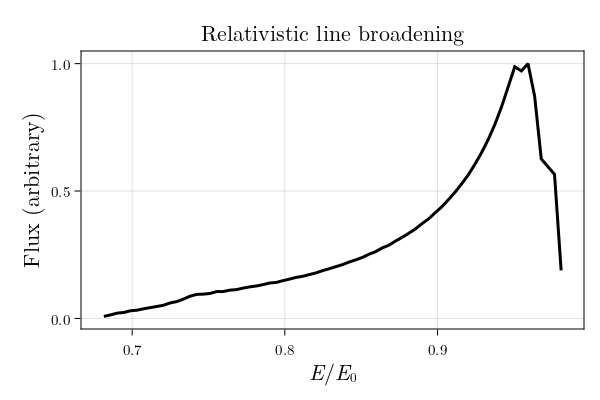 Relativistic line broadening
Flux (arbitrary)
1.0
0.5
0.0
0.7 0.8 0.9
E/E₀